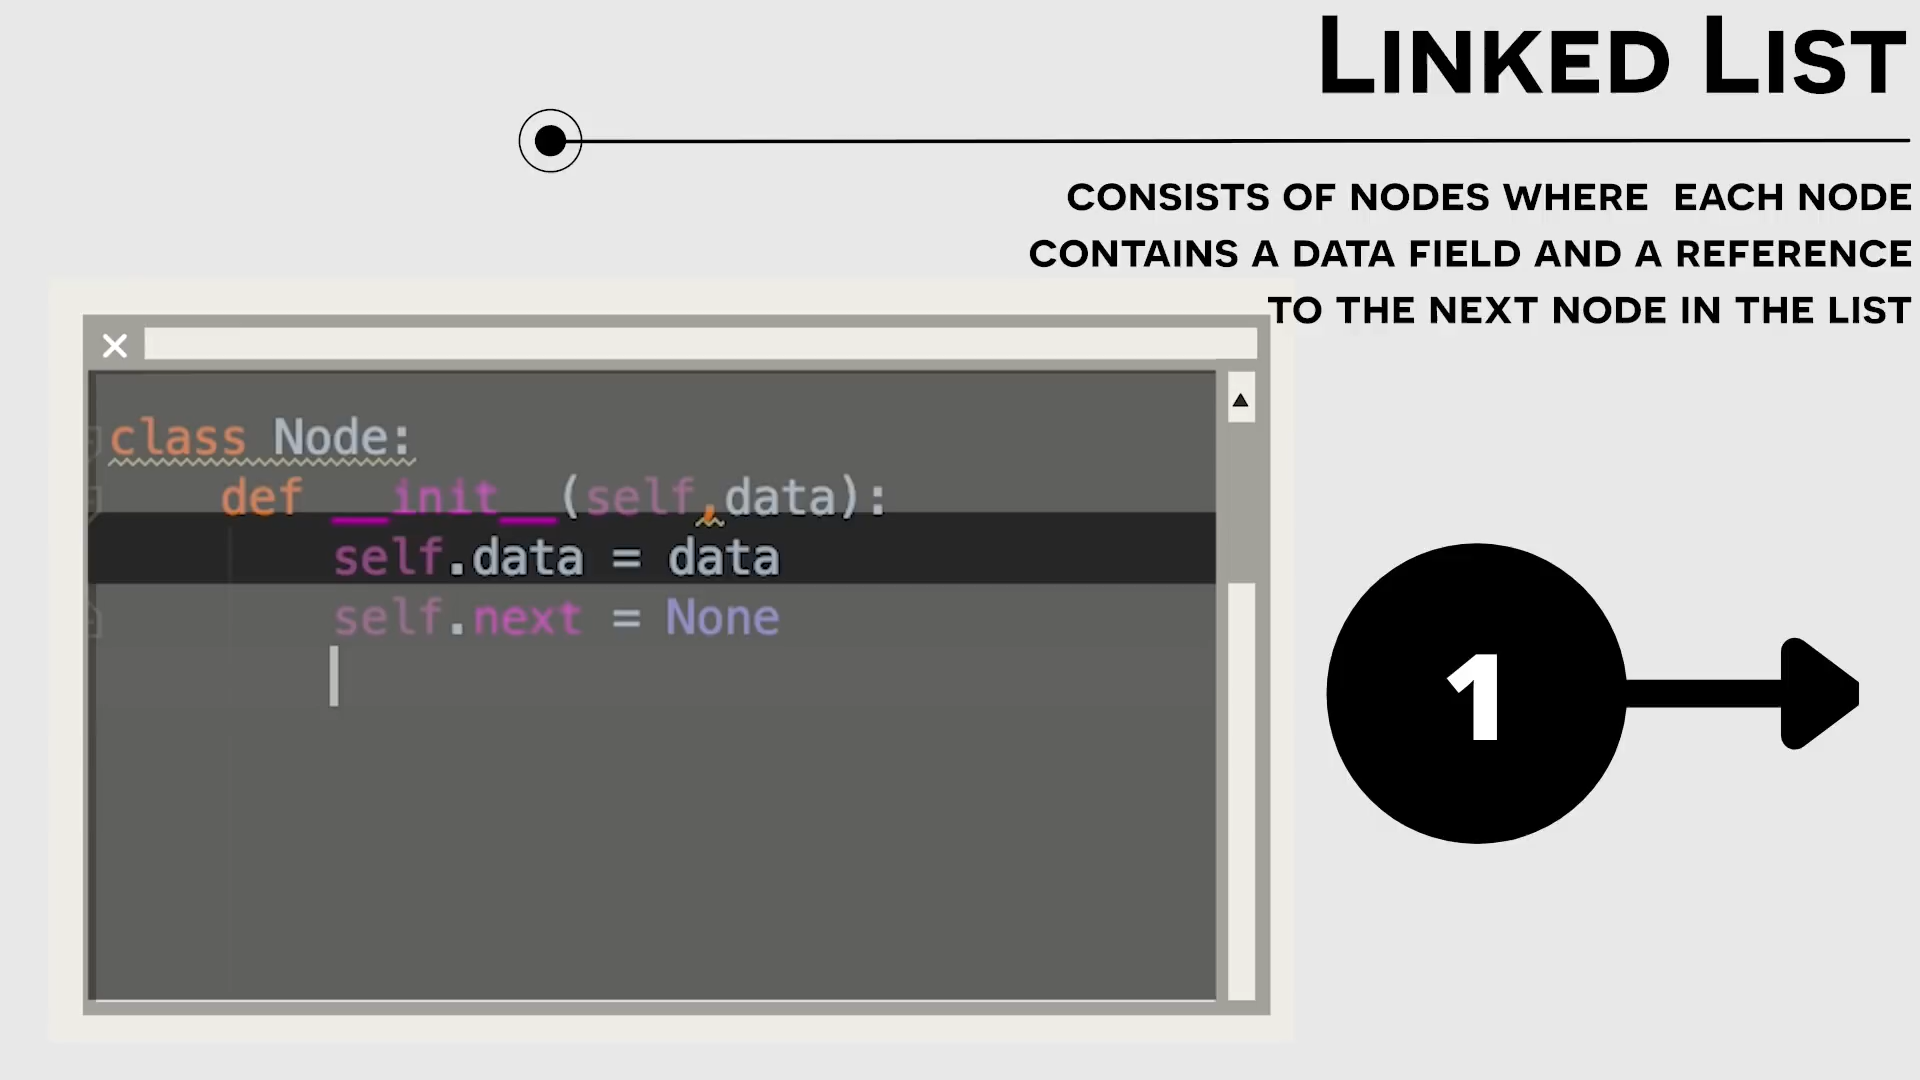 LINKED LIST
CONSISTS OF NODES WHERE EACH NODE
CONTAINS A DATA FIELD AND A REFERENCE
TO THE NEXT NODE IN THE LIST
class Node:
    def __init__(self,data):
        self.data = data
        self.next = None
1